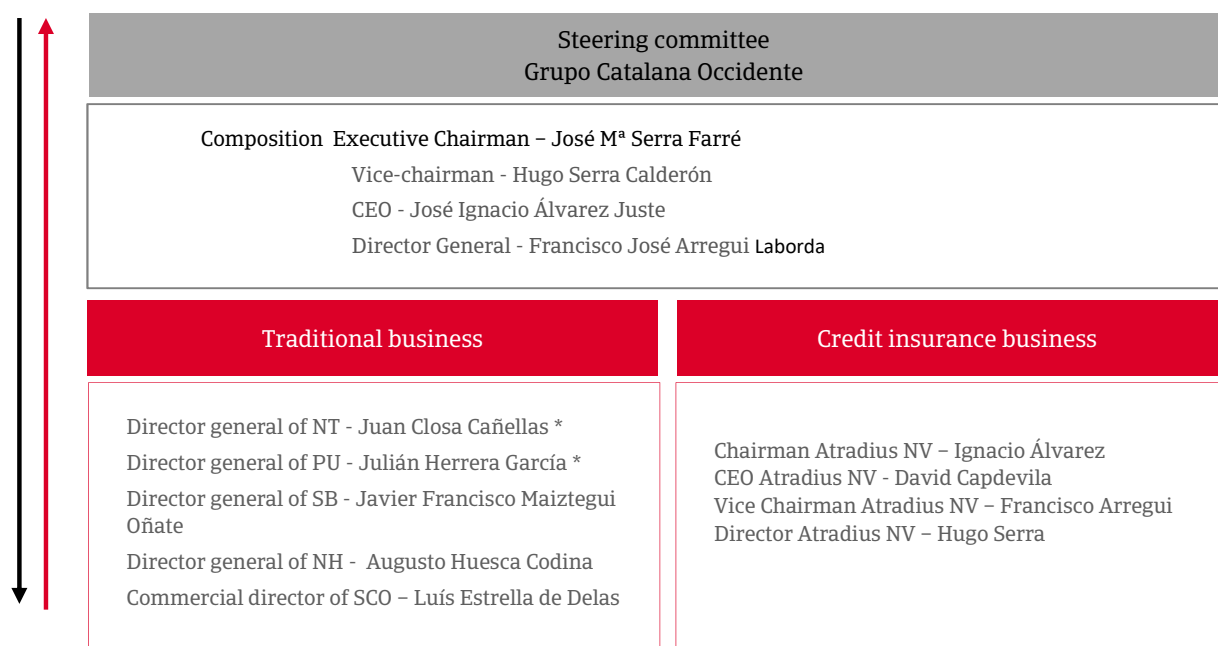 Steering committee
Grupo Catalana Occidente
Composition Executive Chairman – José Mª Serra Farré
Vice-chairman - Hugo Serra Calderón
CEO - José Ignacio Álvarez Juste
Director General - Francisco José Arregui Laborda
Traditional business
Director general of NT - Juan Closa Cañellas *
Director general of PU - Julián Herrera García *
Director general of SB - Javier Francisco Maiztegui
Oñate
Director general of NH - Augusto Huesca Codina
Commercial director of SCO – Luís Estrella de Delas
Credit insurance business
Chairman Atradius NV – Ignacio Álvarez
CEO Atradius NV - David Capdevila
Vice Chairman Atradius NV – Francisco Arregui
Director Atradius NV – Hugo Serra